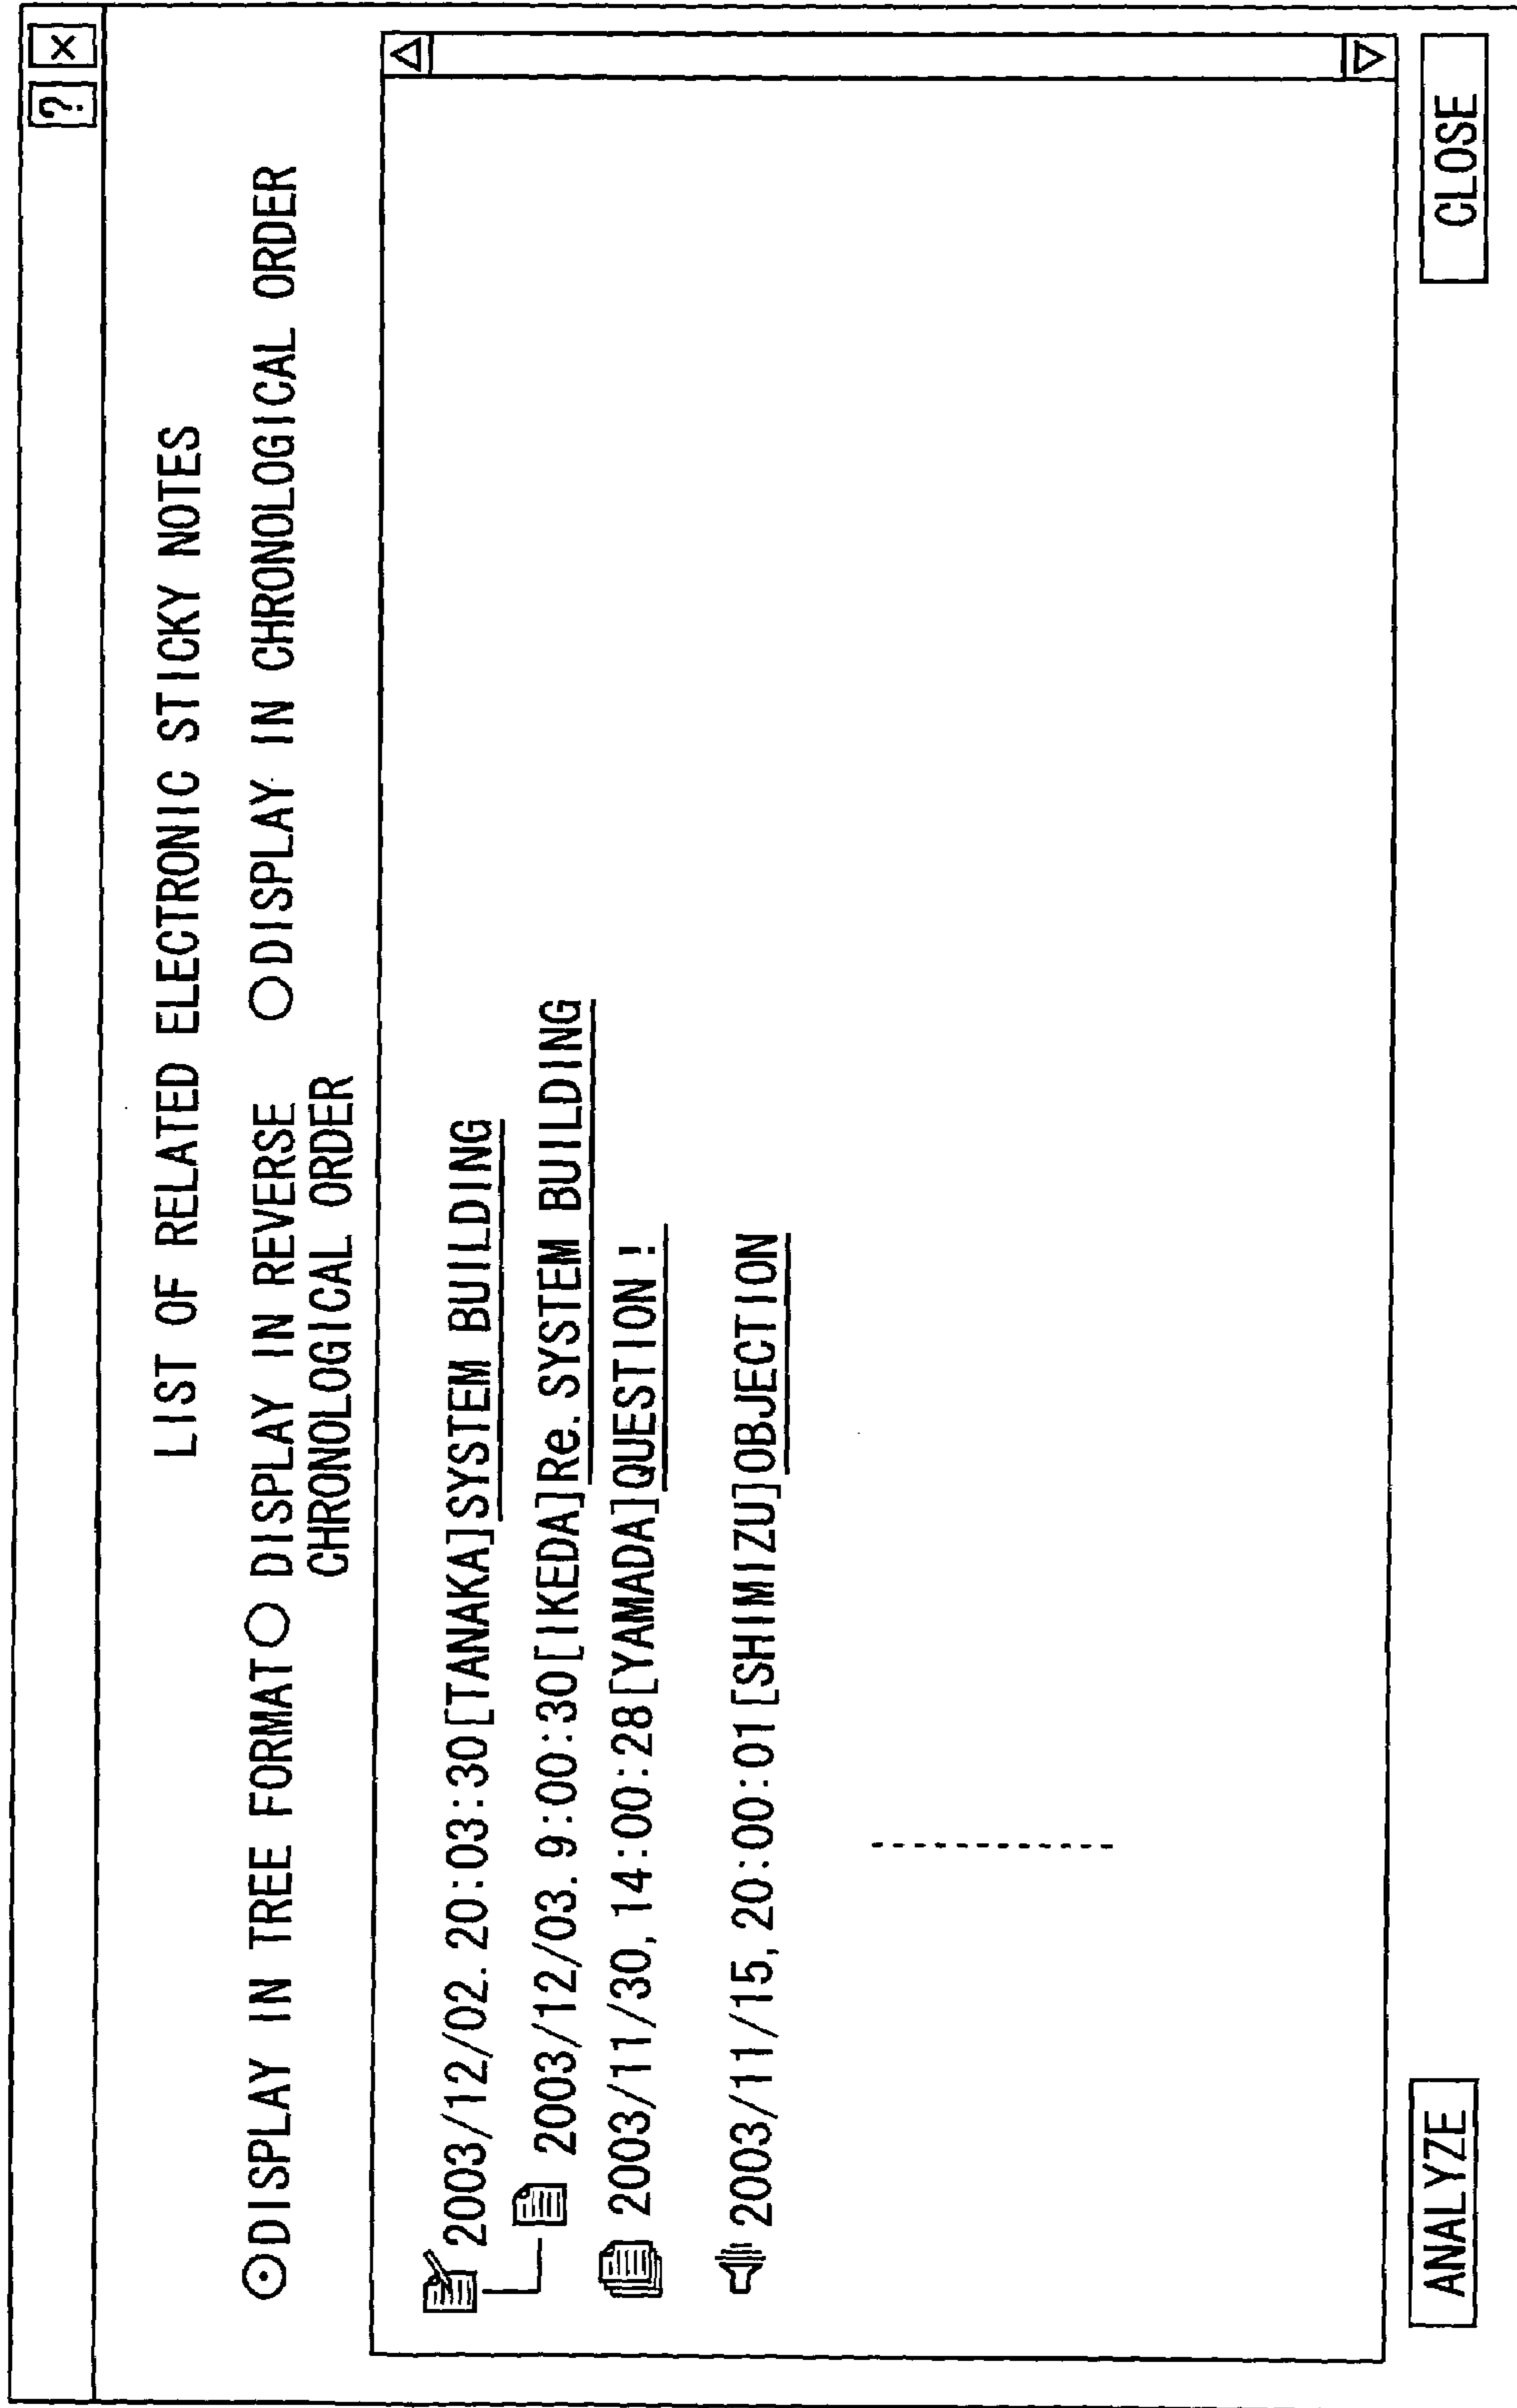 ? ×
LIST OF RELATED ELECTRONIC STICKY NOTES
DISPLAY IN TREE FORMAT DISPLAY IN REVERSE DISPLAY IN CHRONOLOGICAL ORDER
CHRONOLOGICAL ORDER
2003/12/02. 20:03:30[TANAKA]SYSTEM BUILDING
2003/12/03. 9:00:30[IKEDA]Re. SYSTEM BUILDING
2003/11/30, 14:00:28[YAMADA]QUESTION!
2003/11/15, 20:00:01[SHIMIZU]OBJECTION
ANALYZE CLOSE